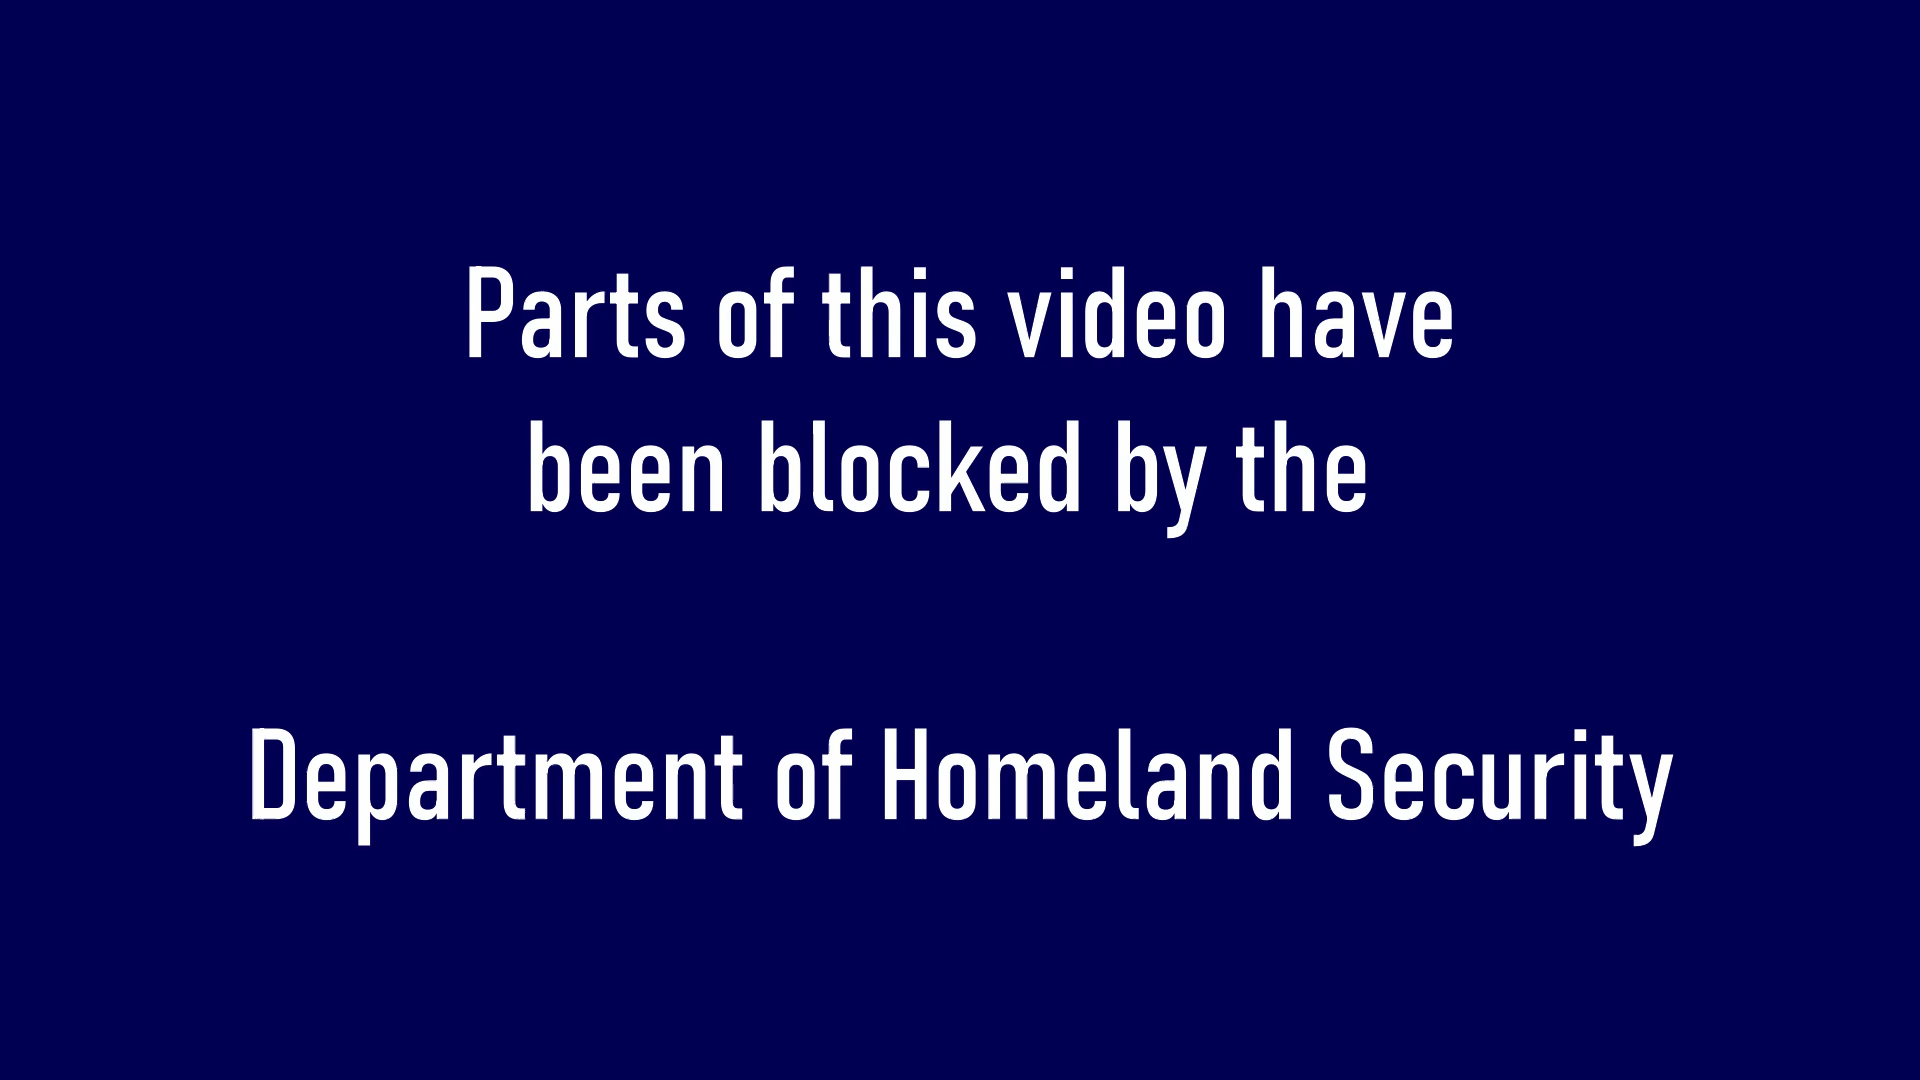 Parts of this video have
been blocked by the
Department of Homeland Security